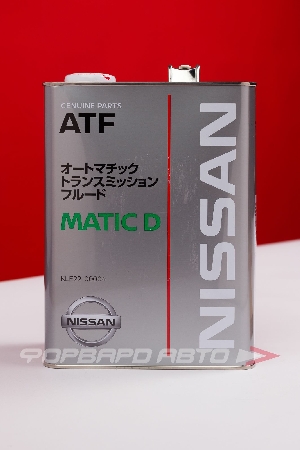 GENUINE PARTS
ATF
オートマチック
トランスミッション
フルード
MATIC D
NISSAN
NISSAN
ФОРВАРД АВТО